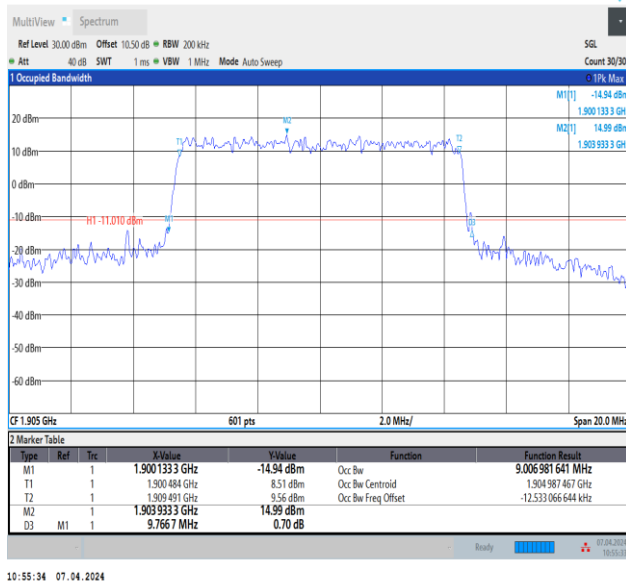 MultiView Spectrum
Ref Level 30.00 dBm Offset 10.50 dB RBW 200 kHz SGL
Att 40 dB SWT 1 ms VBW 1 MHz Mode Auto Sweep Count 30/30
1 Occupied Bandwidth 1Pk Max
M1[1] -14.94 dBm
1.900 133 3 GHz
M2[1] 14.99 dBm
1.903 933 3 GHz
20 dBm
M2
T1 T2
10 dBm
0 dBm
-10 dBm
H1 -11.010 dBm M1 D3
-20 dBm
-30 dBm
-40 dBm
-50 dBm
-60 dBm
CF 1.905 GHz 601 pts 2.0 MHz/ Span 20.0 MHz
2 Marker Table
Type Ref Trc X-Value Y-Value Function Function Result
M1 1 1.900 133 3 GHz -14.94 dBm Occ Bw 9.006 981 641 MHz
T1 1 1.900 484 GHz 8.51 dBm Occ Bw Centroid 1.904 987 467 GHz
T2 1 1.909 491 GHz 9.56 dBm Occ Bw Freq Offset -12.533 066 644 kHz
M2 1 1.903 933 3 GHz 14.99 dBm
D3 M1 1 9.766 7 MHz 0.70 dB
Ready 07.04.2024
10:55:33
10:55:34 07.04.2024